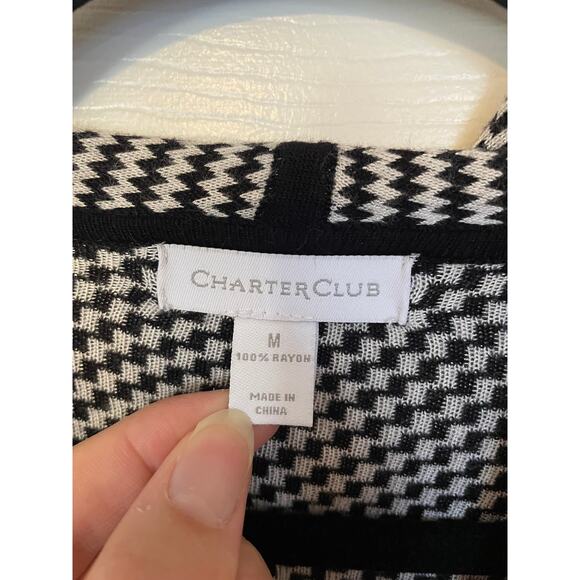 CHARTER CLUB
M
100% RAYON
MADE IN
CHINA